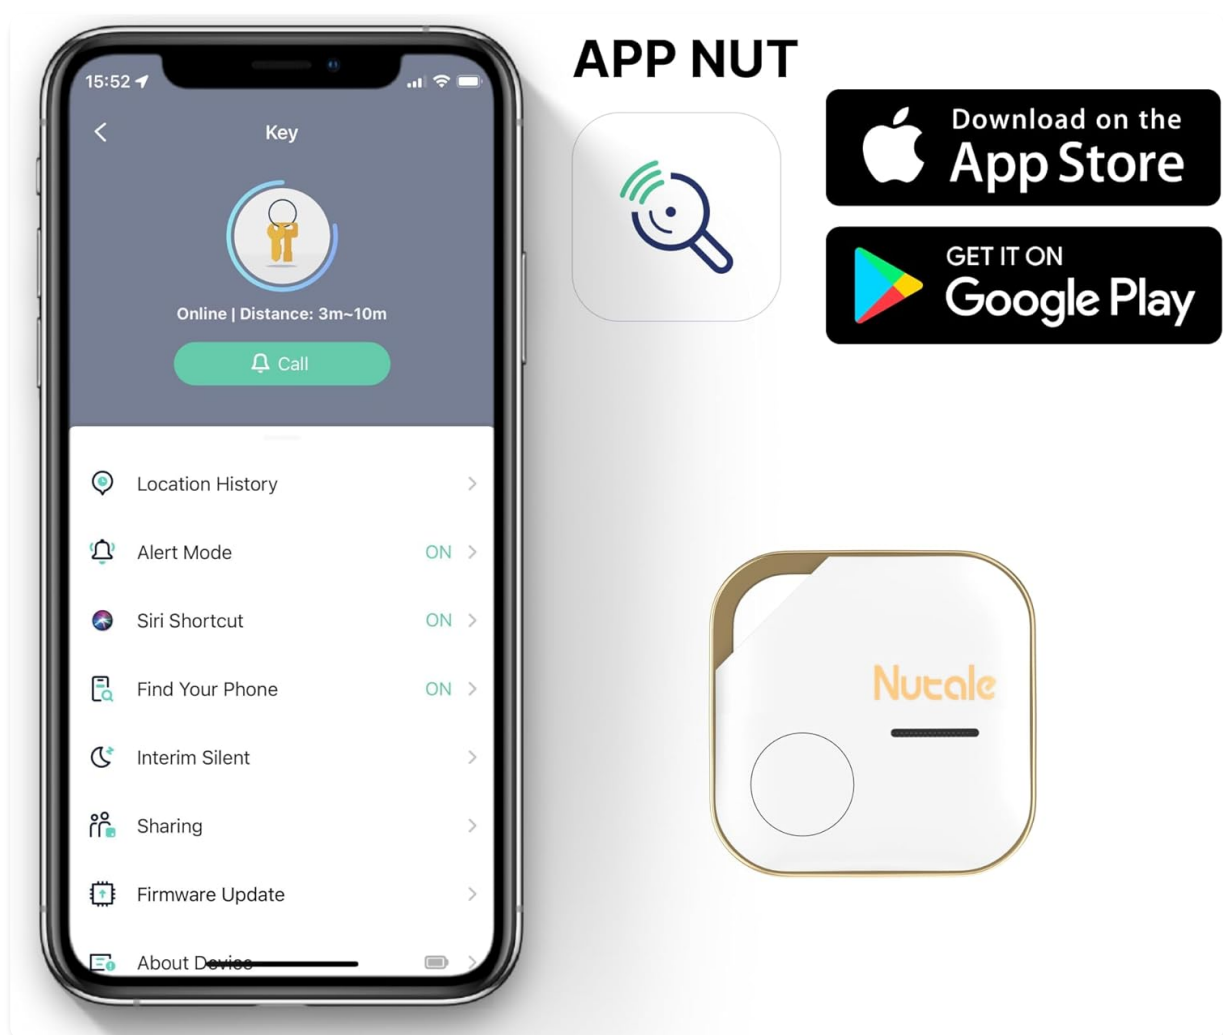 15:52
Key
Online | Distance: 3m~10m
Call
Location History
Alert Mode ON
Siri Shortcut ON
Find Your Phone ON
Interim Silent
Sharing
Firmware Update
About Device
APP NUT
Download on the
App Store
GET IT ON
Google Play
Nutale